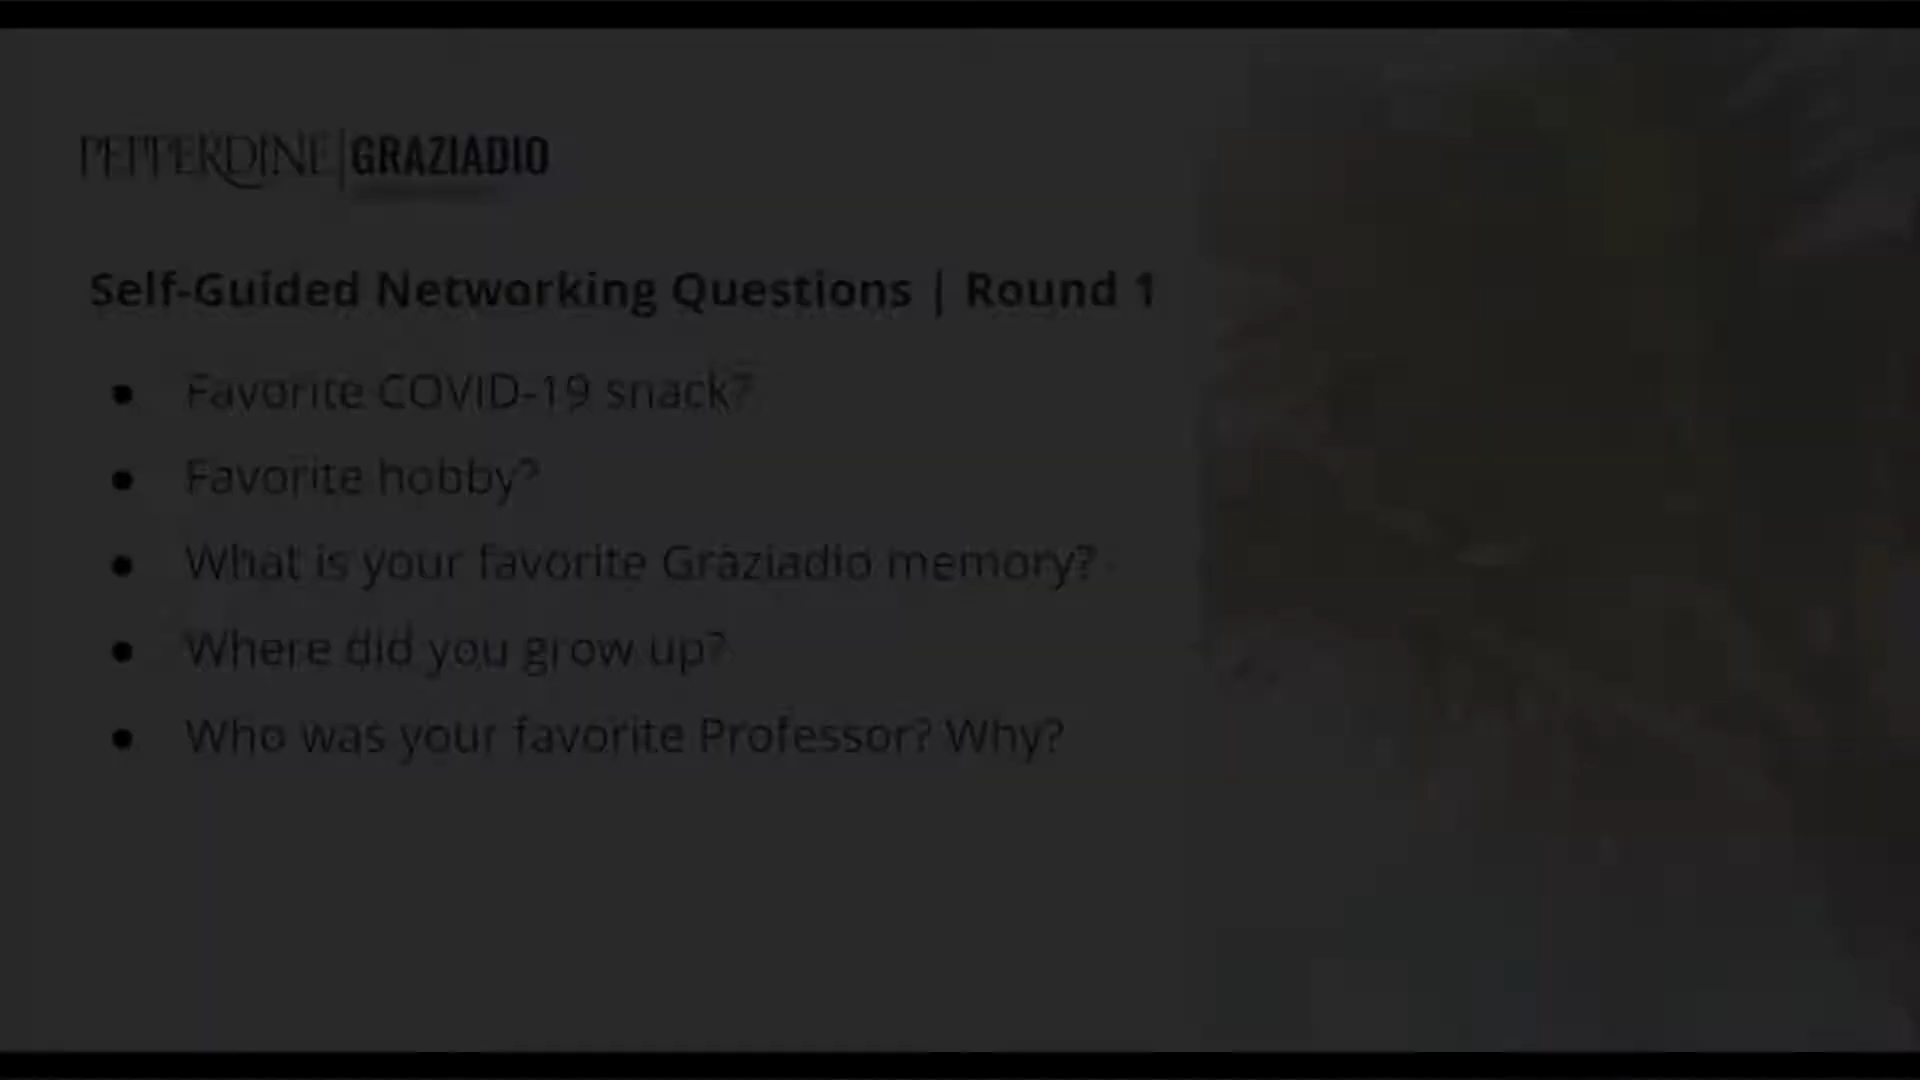 PEPPERDINE | GRAZIADIO
Self-Guided Networking Questions | Round 1
● Favorite COVID-19 snack?
● Favorite hobby?
● What is your favorite Graziadio memory?
● Where did you grow up?
● Who was your favorite Professor? Why?